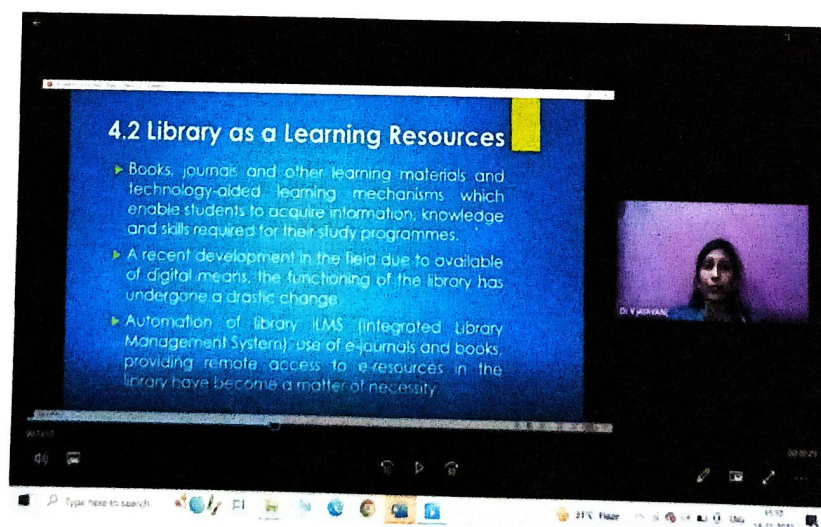 4.2 Library as a Learning Resources
Books, journals and other learning materials and
technology-aided learning mechanisms which
enable students to acquire information, knowledge
and skills required for their study programmes.
A recent development in the field due to available
of digital means, the functioning of the library has
undergone a drastic change
Automation of library ILMS (Integrated Library
Management System), use of e-journals and books,
providing remote access to e-resources in the
library have become a matter of necessity
Dr V JAYAVANI
Type here to search
31°C Haze